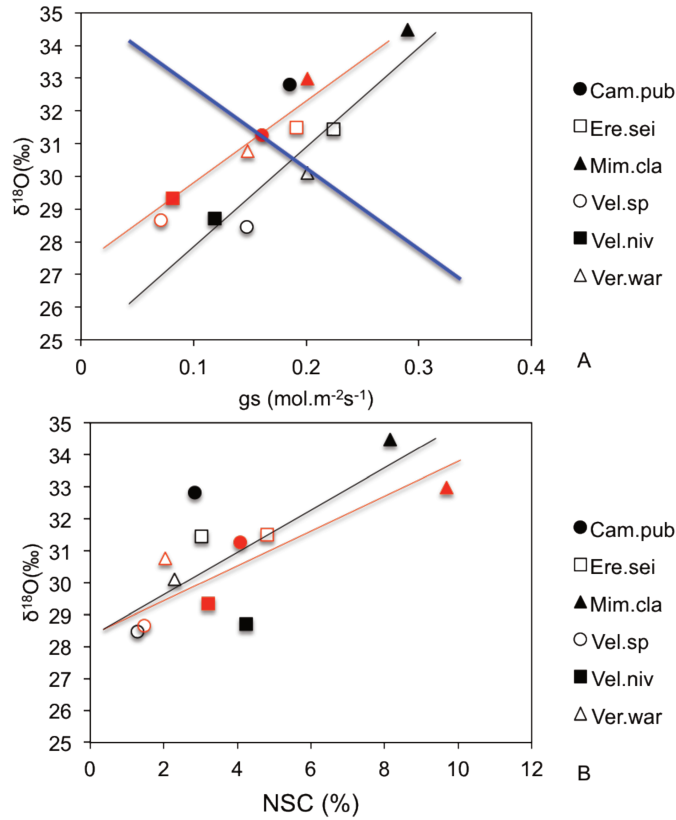 35
34
33
32
31
30
29
28
27
26
25
δ18O(‰)
0 0.1 0.2 0.3 0.4
gs (mol.m-2s-1)
Cam.pub
Ere.sei
Mim.cla
Vel.sp
Vel.niv
Ver.war
A
35
34
33
32
31
30
29
28
27
26
25
δ18O(‰)
0 2 4 6 8 10 12
NSC (%)
Cam.pub
Ere.sei
Mim.cla
Vel.sp
Vel.niv
Ver.war
B